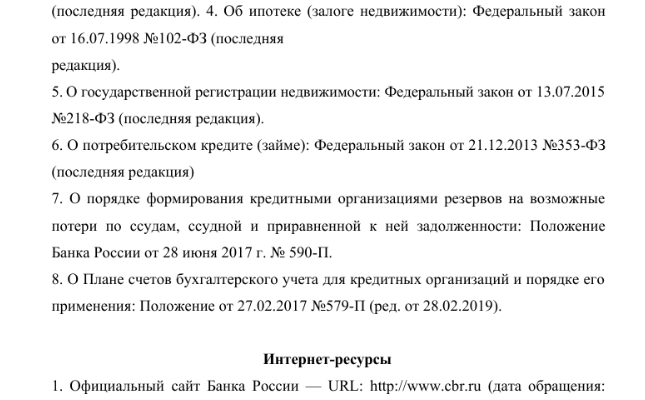 (последняя редакция). 4. Об ипотеке (залоге недвижимости): Федеральный закон
от 16.07.1998 №102-ФЗ (последняя
редакция).
5. О государственной регистрации недвижимости: Федеральный закон от 13.07.2015
№218-ФЗ (последняя редакция).
6. О потребительском кредите (займе): Федеральный закон от 21.12.2013 №353-ФЗ
(последняя редакция)
7. О порядке формирования кредитными организациями резервов на возможные
потери по ссудам, ссудной и приравненной к ней задолженности: Положение
Банка России от 28 июня 2017 г. № 590-П.
8. О Плане счетов бухгалтерского учета для кредитных организаций и порядке его
применения: Положение от 27.02.2017 №579-П (ред. от 28.02.2019).
Интернет-ресурсы
1. Официальный сайт Банка России — URL: http://www.cbr.ru (дата обращения: